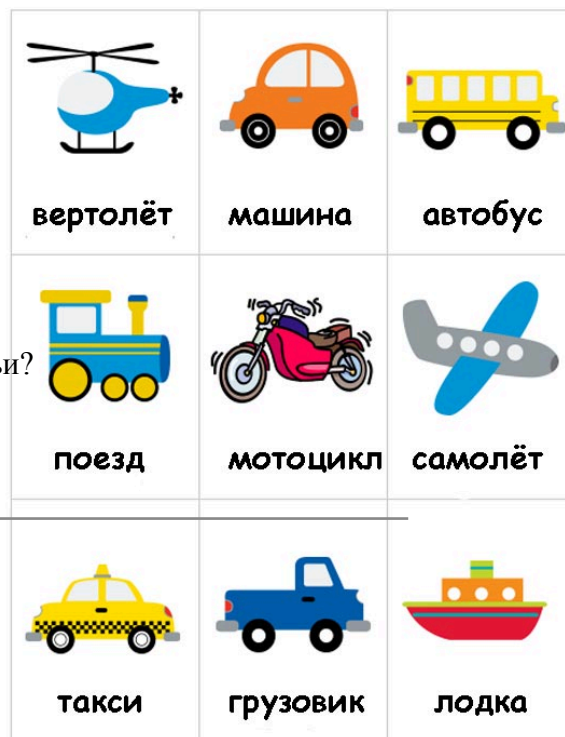 вертолёт
машина
автобус
и?
поезд
мотоцикл
самолёт
такси
грузовик
лодка